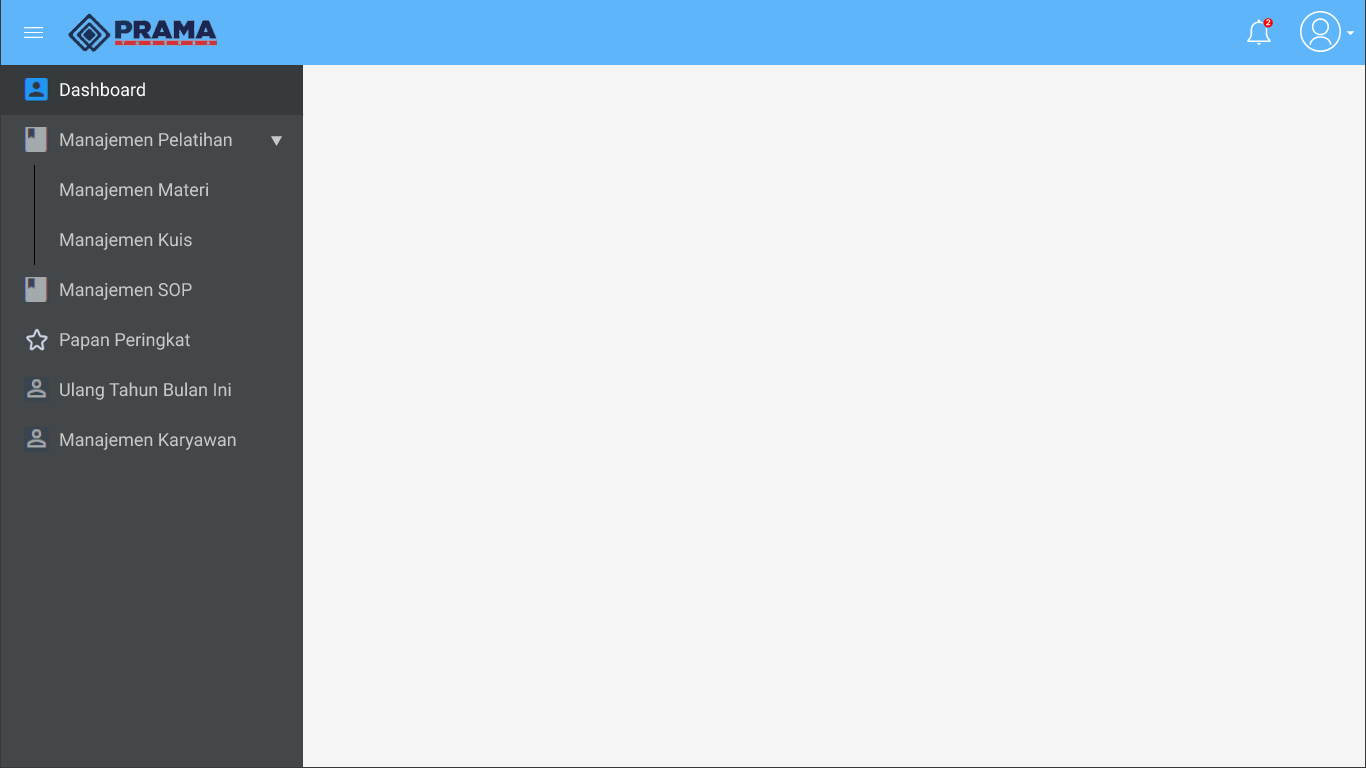 PRAMA
2
Dashboard
Manajemen Pelatihan
Manajemen Materi
Manajemen Kuis
Manajemen SOP
Papan Peringkat
Ulang Tahun Bulan Ini
Manajemen Karyawan